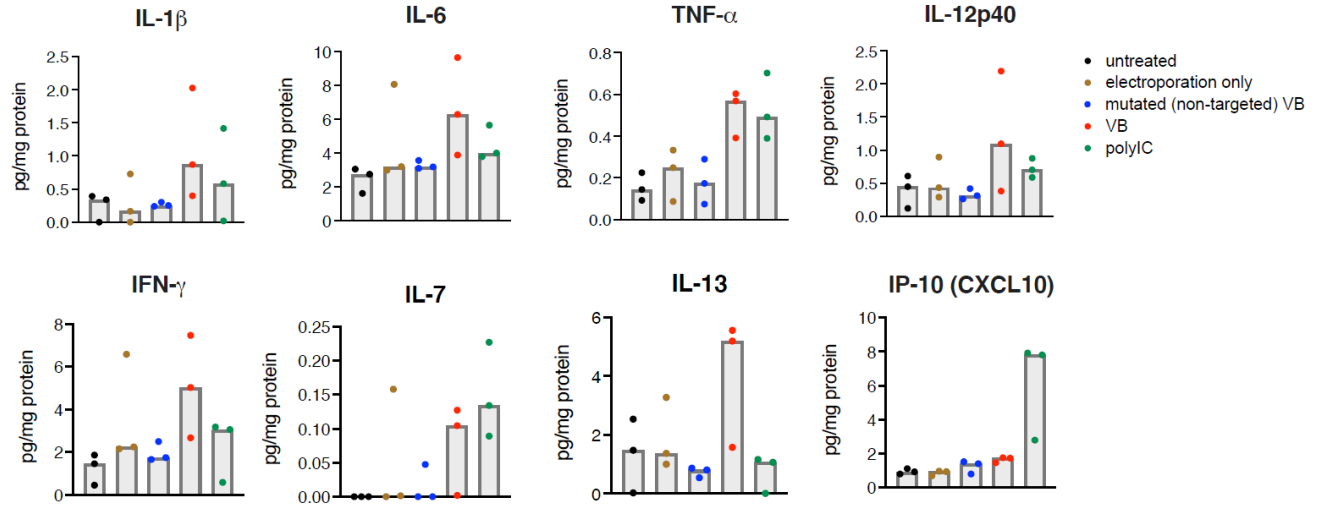 IL-1β
IL-6
TNF-α
IL-12p40
pg/mg protein
2.5
2.0
1.5
1.0
0.5
0.0
pg/mg protein
10
8
6
4
2
0
pg/mg protein
0.8
0.6
0.4
0.2
0.0
pg/mg protein
2.5
2.0
1.5
1.0
0.5
0.0
untreated
electroporation only
mutated (non-targeted) VB
VB
polyIC
IFN-γ
IL-7
IL-13
IP-10 (CXCL10)
pg/mg protein
8
6
4
2
0
pg/mg protein
0.25
0.20
0.15
0.10
0.05
0.00
pg/mg protein
6
4
2
0
pg/mg protein
10
8
6
4
2
0